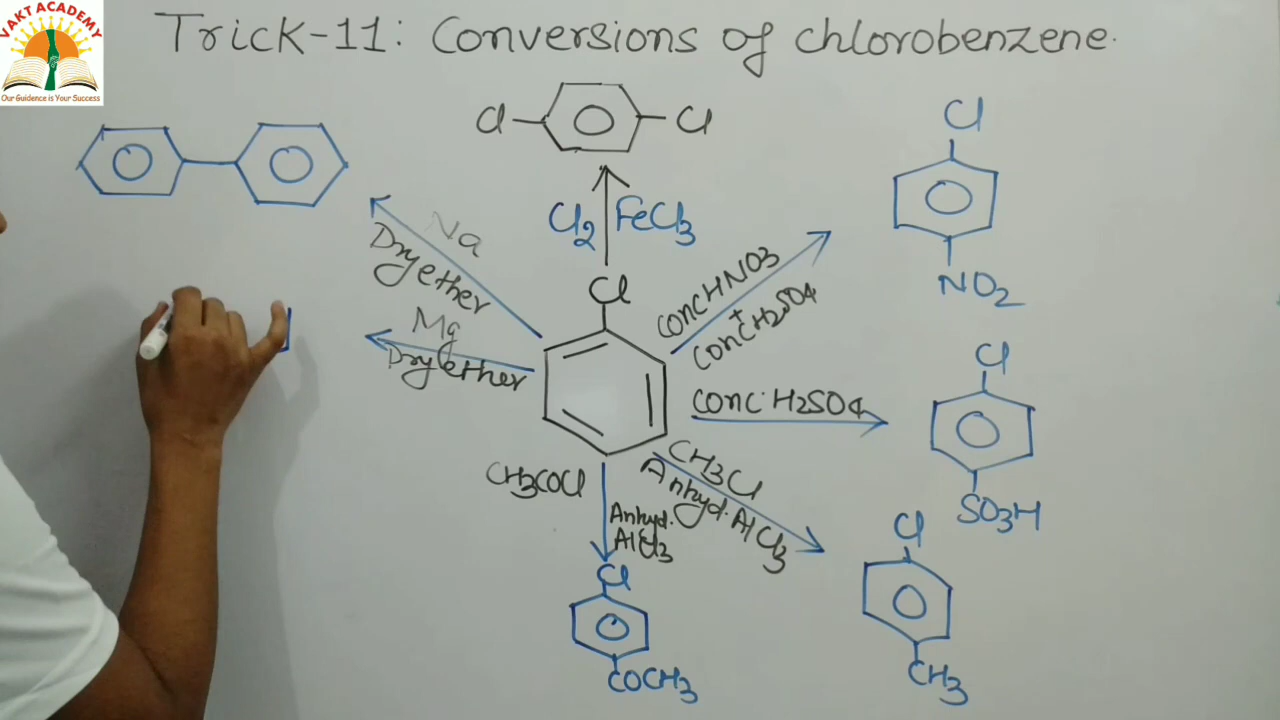 VAKT ACADEMY
Our Guidence is Your Success
Trick-11: Conversions of chlorobenzene.
Cl
Cl
Cl2
FeCl3
Na
Dry ether
Mg
Dry ether
Cl
conc HNO3
+
conc H2SO4
Cl
NO2
conc. H2SO4
Cl
SO3H
CH3Cl
Anhyd. AlCl3
Cl
CH3
CH3COCl
Anhyd.
AlCl3
Cl
COCH3